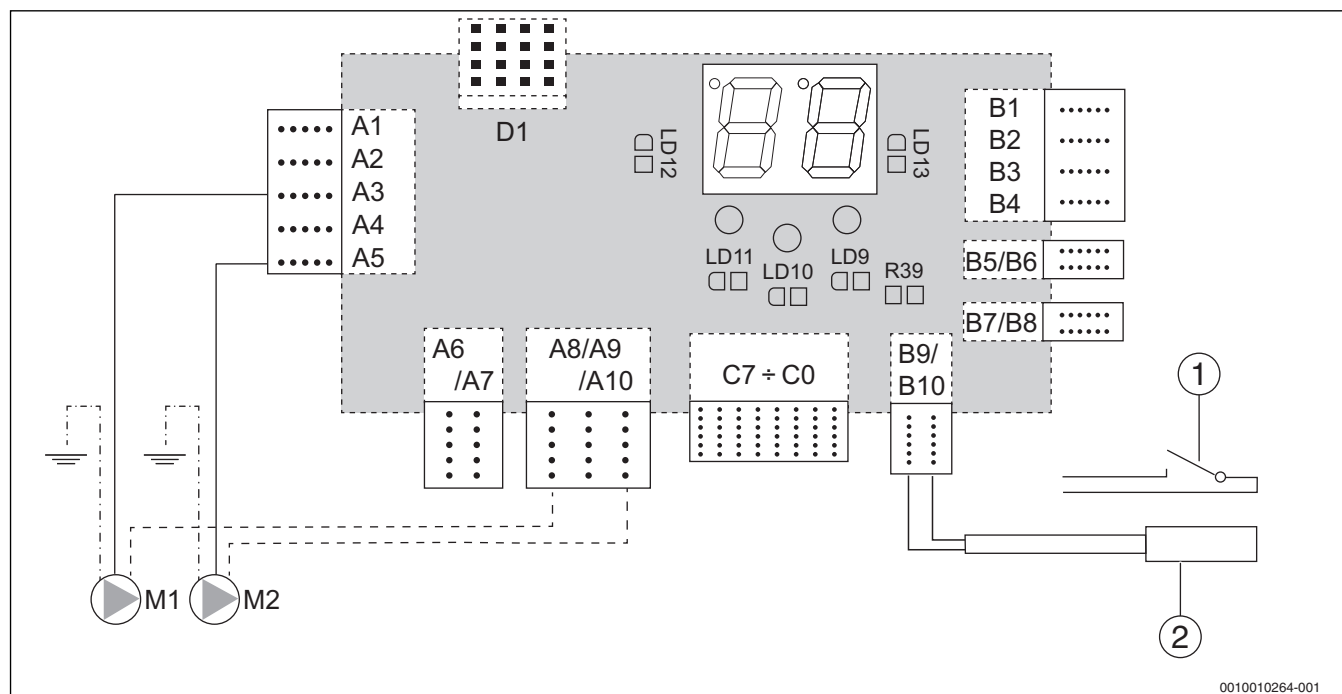 D1
A1
A2
A3
A4
A5
LD12
LD13
B1
B2
B3
B4
LD11
LD10
LD9
R39
B5/B6
B7/B8
A6
/A7
A8/A9
/A10
C7 ÷ C0
B9/
B10
1
M1
M2
2
0010010264-001